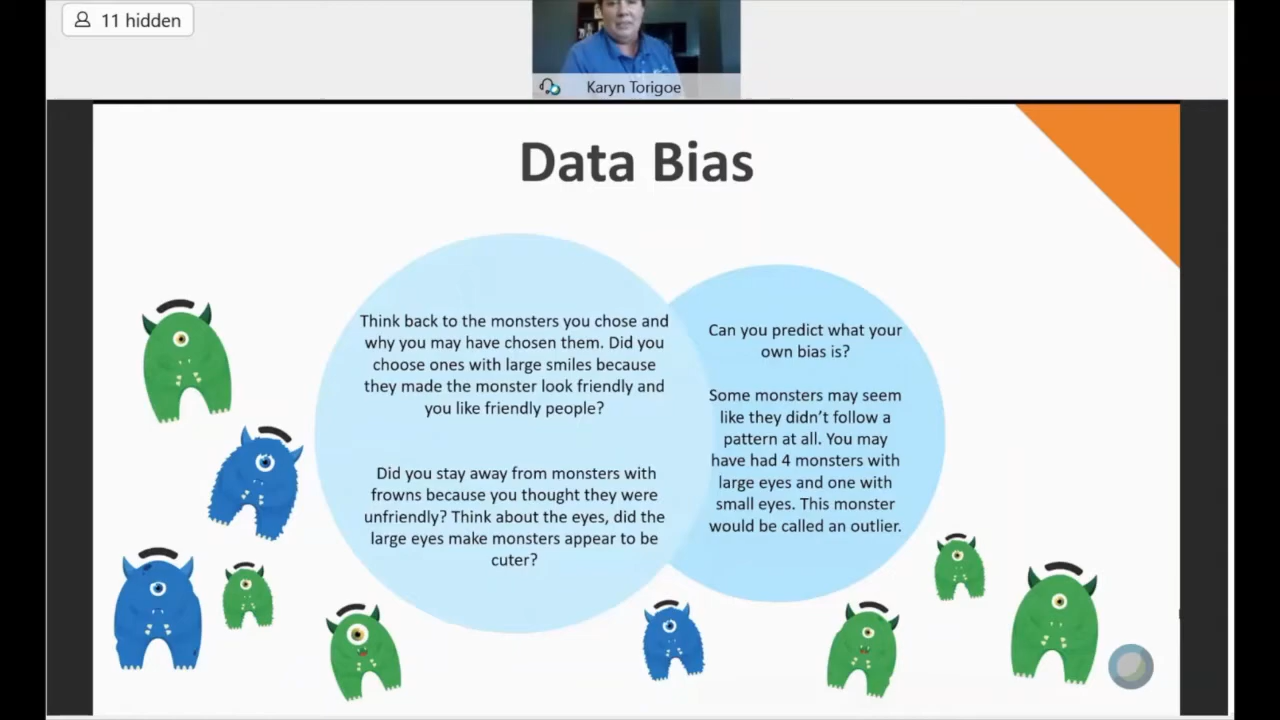 11 hidden
Karyn Torigoe
Data Bias
Think back to the monsters you chose and
why you may have chosen them. Did you
choose ones with large smiles because
they made the monster look friendly and
you like friendly people?
Did you stay away from monsters with
frowns because you thought they were
unfriendly? Think about the eyes, did the
large eyes make monsters appear to be
cuter?
Can you predict what your
own bias is?
Some monsters may seem
like they didn’t follow a
pattern at all. You may
have had 4 monsters with
large eyes and one with
small eyes. This monster
would be called an outlier.